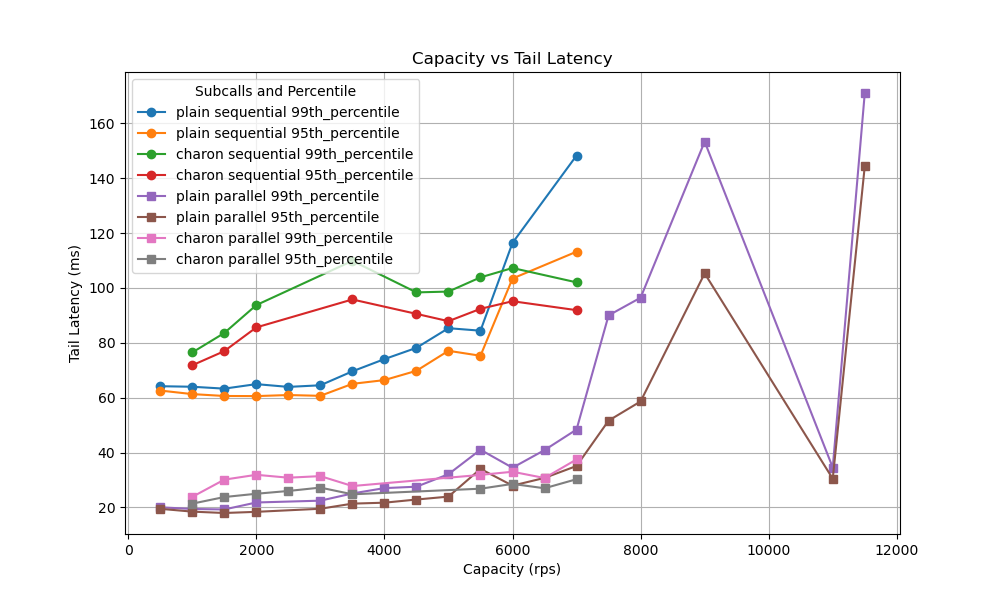 Capacity vs Tail Latency
Subcalls and Percentile
plain sequential 99th_percentile
plain sequential 95th_percentile
charon sequential 99th_percentile
charon sequential 95th_percentile
plain parallel 99th_percentile
plain parallel 95th_percentile
charon parallel 99th_percentile
charon parallel 95th_percentile
Tail Latency (ms)
160
140
120
100
80
60
40
20
0
2000
4000
6000
8000
10000
12000
Capacity (rps)